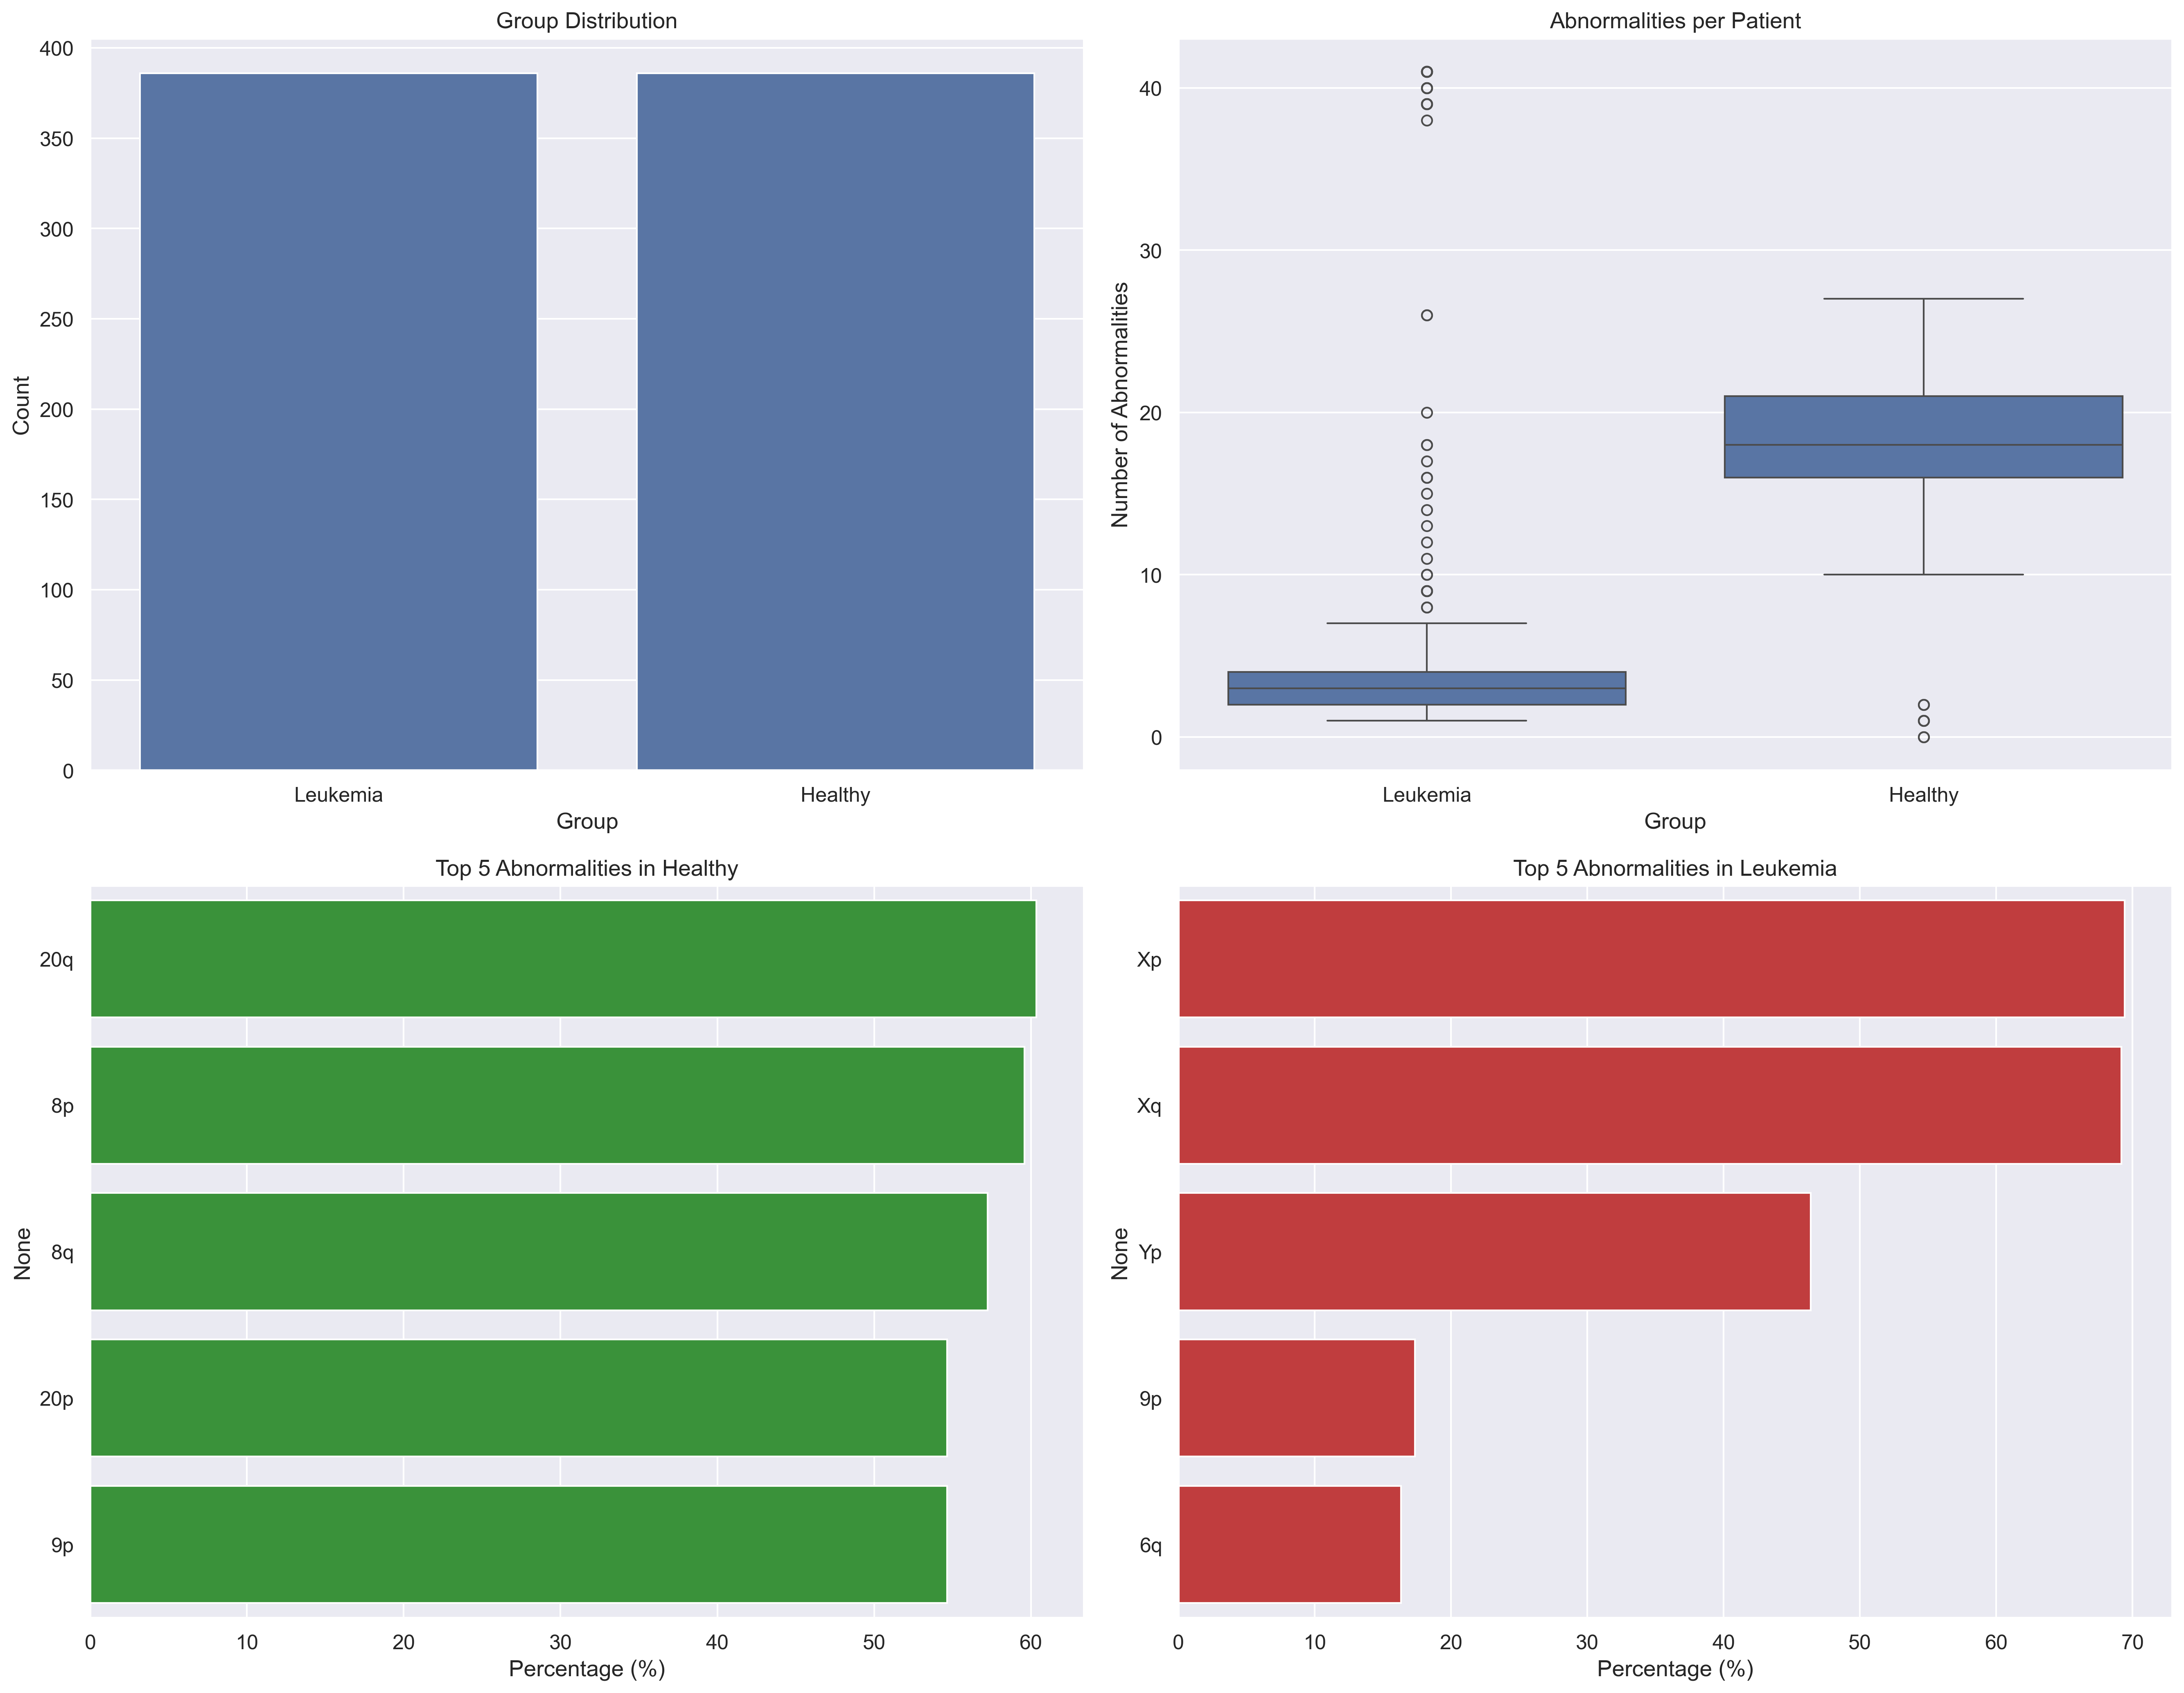 Group Distribution
400
350
300
250
200
150
100
50
0
Count
Leukemia
Healthy
Group
Abnormalities per Patient
40
30
20
10
0
Number of Abnormalities
Leukemia
Healthy
Group
Top 5 Abnormalities in Healthy
20q
8p
8q
20p
9p
None
0
10
20
30
40
50
60
Percentage (%)
Top 5 Abnormalities in Leukemia
Xp
Xq
Yp
9p
6q
None
0
10
20
30
40
50
60
70
Percentage (%)